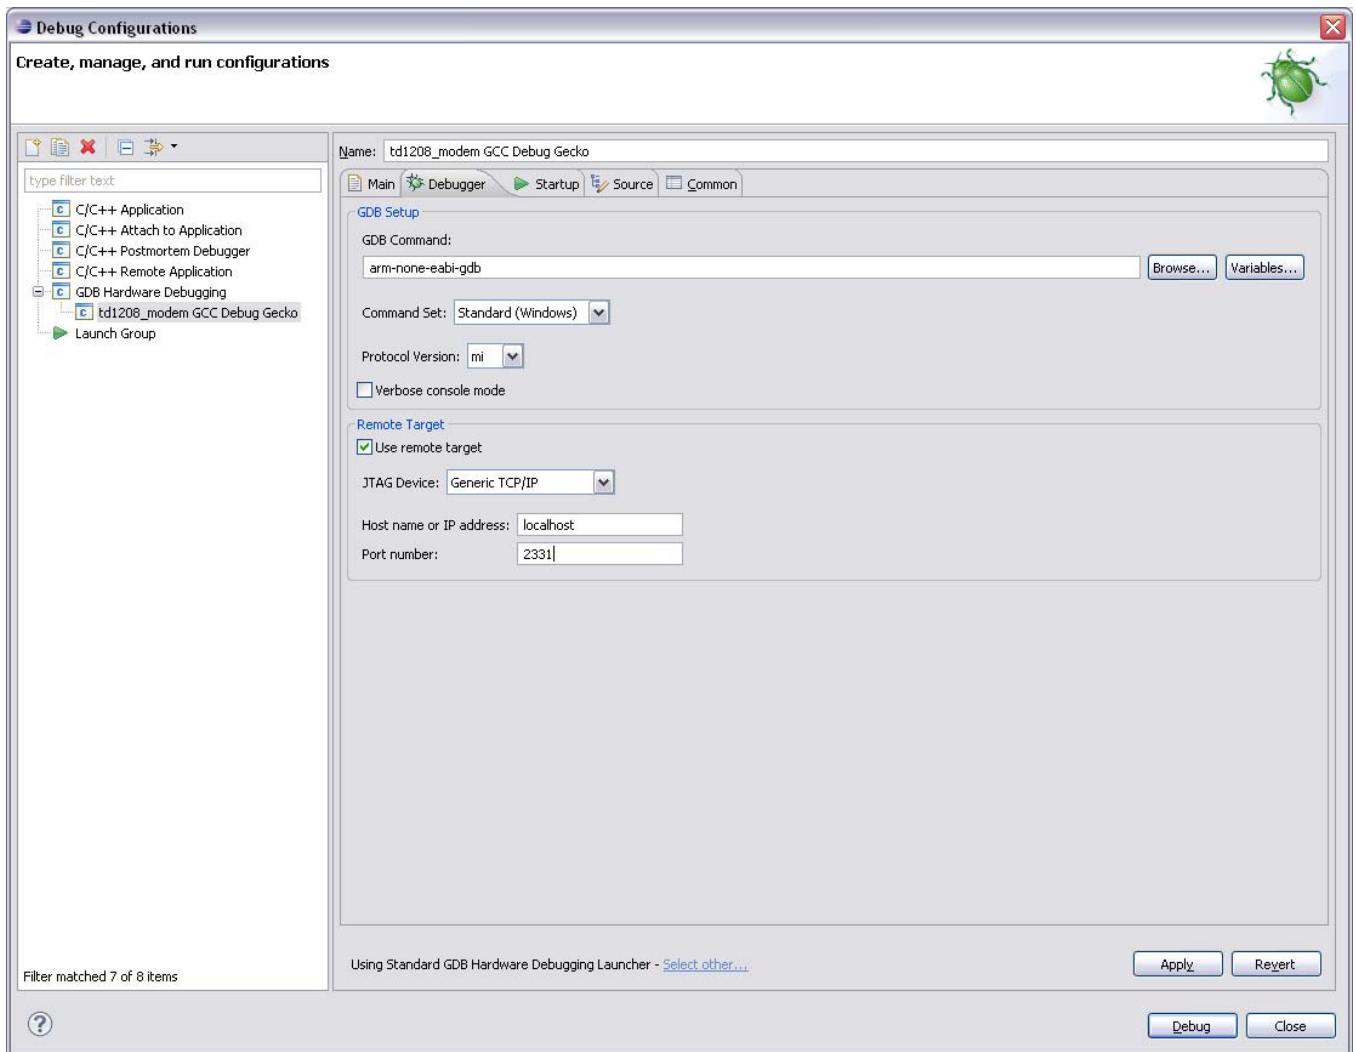 Debug Configurations
Create, manage, and run configurations
type filter text
C/C++ Application
C/C++ Attach to Application
C/C++ Postmortem Debugger
C/C++ Remote Application
GDB Hardware Debugging
td1208_modem GCC Debug Gecko
Launch Group
Filter matched 7 of 8 items
Name: td1208_modem GCC Debug Gecko
Main Debugger Startup Source Common
GDB Setup
GDB Command:
arm-none-eabi-gdb Browse... Variables...
Command Set: Standard (Windows)
Protocol Version: mi
Verbose console mode
Remote Target
Use remote target
JTAG Device: Generic TCP/IP
Host name or IP address: localhost
Port number: 2331
Using Standard GDB Hardware Debugging Launcher - Select other...
Apply Revert
Debug Close